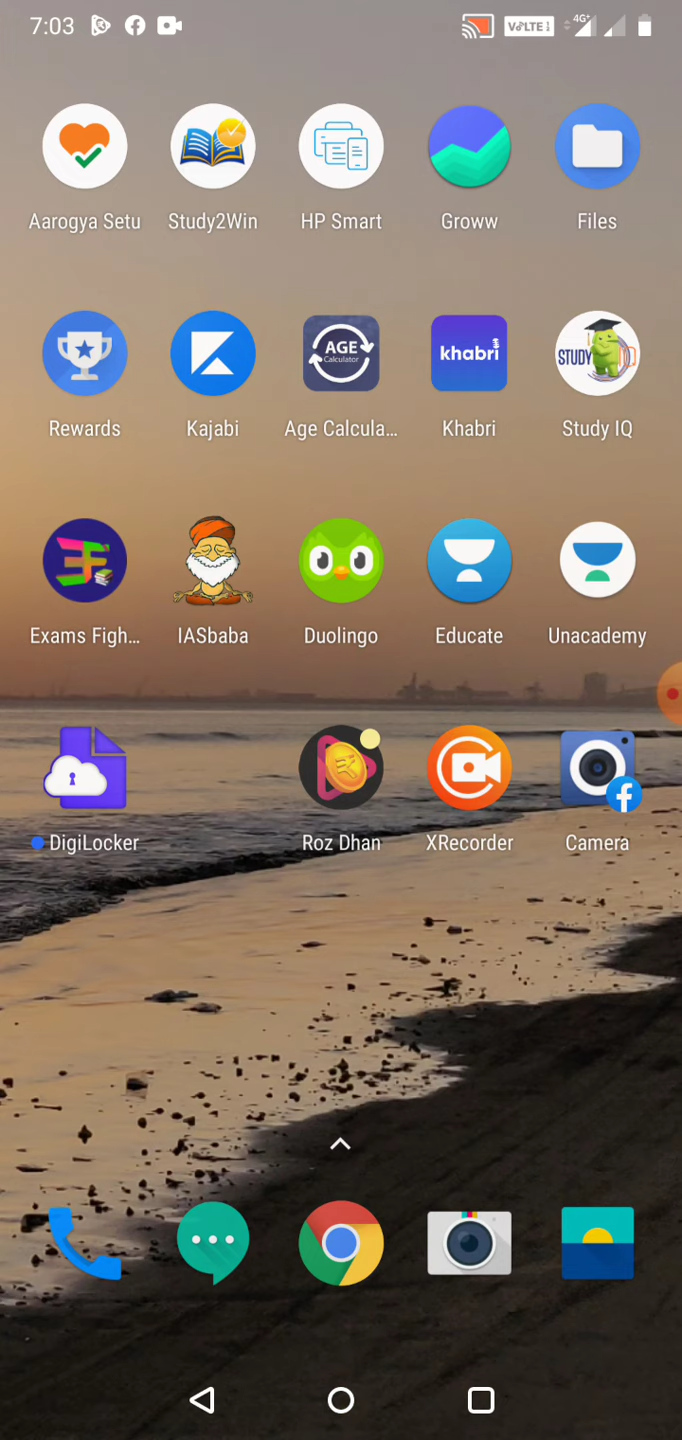 7:03 VoLTE 4G+
Aarogya Setu Study2Win HP Smart Groww Files
AGE
Calculator
khabri
STUDY IQ
Rewards Kajabi Age Calcula... Khabri Study IQ
Exams Figh... IASbaba Duolingo Educate Unacademy
DigiLocker Roz Dhan XRecorder Camera